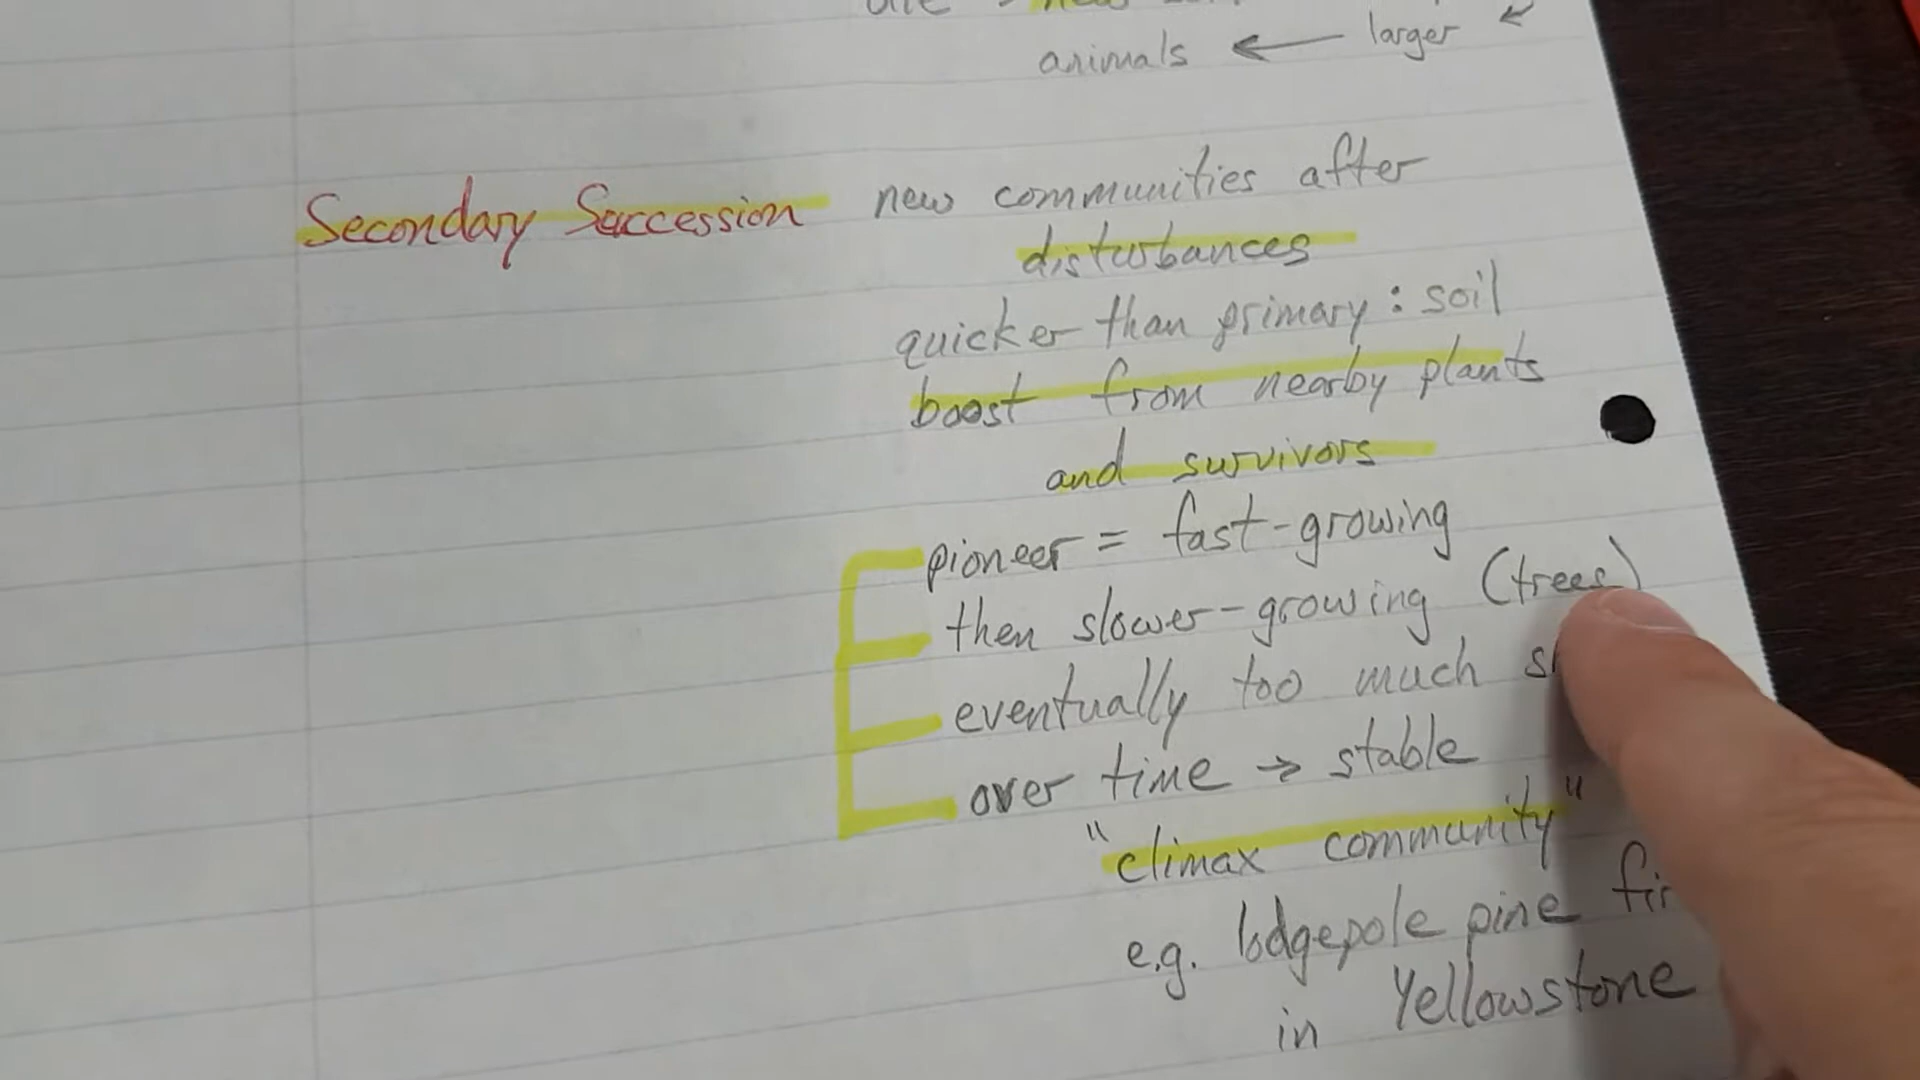 animals ← larger
Secondary Succession new communities after
disturbances
quicker than primary : soil
boost from nearby plants
and survivors
pioneer = fast-growing
then slower-growing (trees)
eventually too much
over time → stable
"climax community"
e.g. lodgepole pine
in Yellowstone